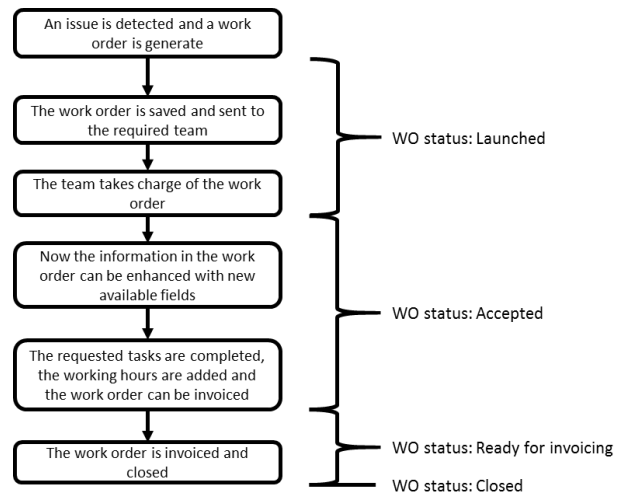 An issue is detected and a work
order is generate
The work order is saved and sent to
the required team
WO status: Launched
The team takes charge of the work
order
Now the information in the work
order can be enhanced with new
available fields
WO status: Accepted
The requested tasks are completed,
the working hours are added and
the work order can be invoiced
WO status: Ready for invoicing
The work order is invoiced and
closed
WO status: Closed